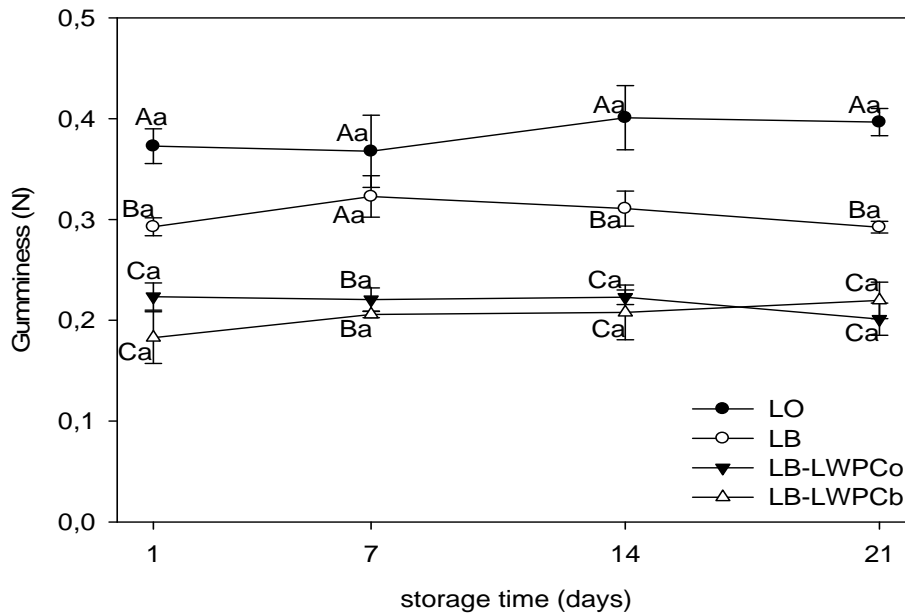 0,5
0,4
0,3
0,2
0,1
0,0
Gumminess (N)
Aa
Aa
Aa
Aa
Ba
Aa
Ba
Ba
Ca
Ba
Ca
Ca
Ca
Ba
Ca
Ca
LO
LB
LB-LWPCo
LB-LWPCb
1
7
14
21
storage time (days)